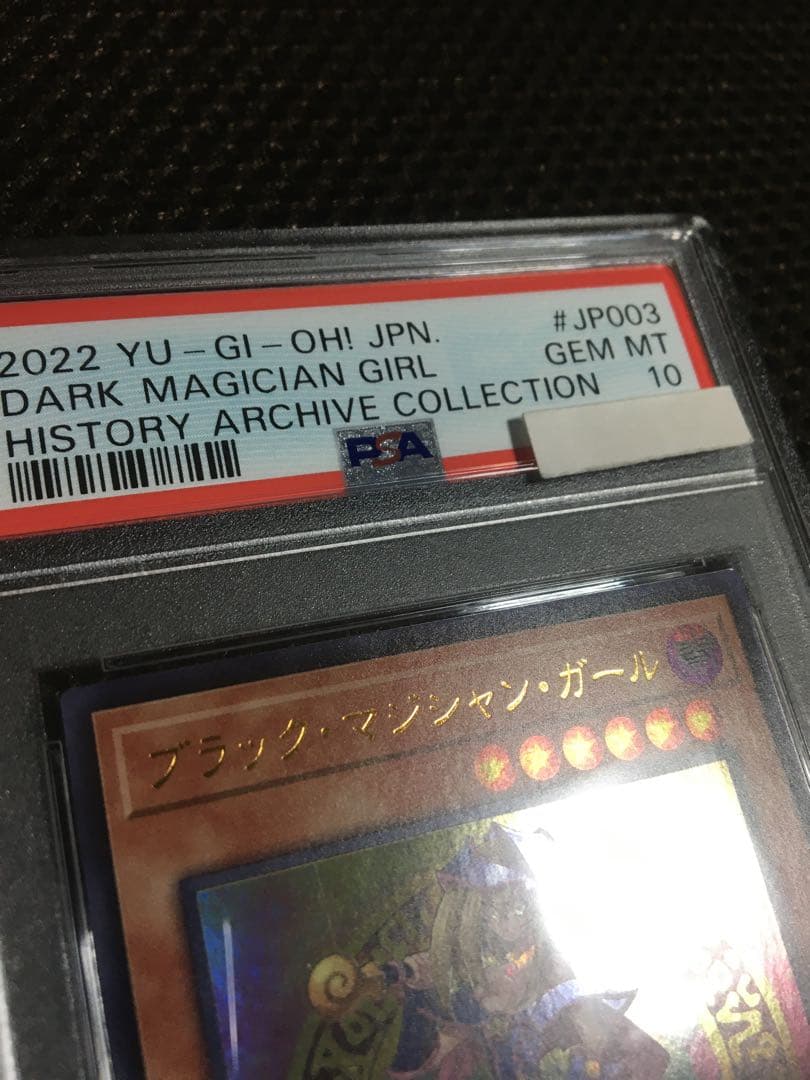 2022 YU-GI-OH! JPN. #JP003
DARK MAGICIAN GIRL GEM MT
HISTORY ARCHIVE COLLECTION 10
PSA
ブラック・マジシャン・ガール